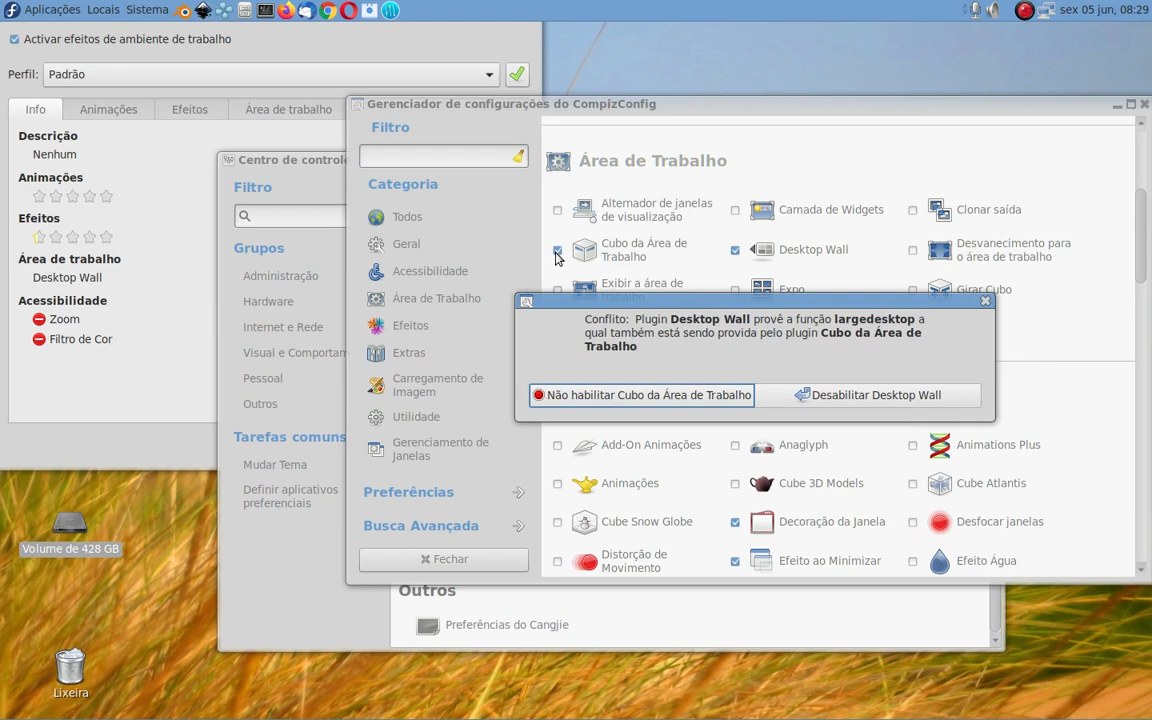 Aplicações Locais Sistema
sex 05 jun, 08:29
Activar efeitos de ambiente de trabalho
Perfil: Padrão
Info Animações Efeitos Área de trabalho
Descrição
Nenhum
Animações
Efeitos
Área de trabalho
Desktop Wall
Acessibilidade
Zoom
Filtro de Cor
Centro de controle
Filtro
Grupos
Administração
Hardware
Internet e Rede
Visual e Comportam
Pessoal
Outros
Tarefas comuns
Mudar Tema
Definir aplicativos
preferenciais
Outros
Preferências do Cangjie
Gerenciador de configurações do CompizConfig
Filtro
Categoria
Todos
Geral
Acessibilidade
Área de Trabalho
Efeitos
Extras
Carregamento de
Imagem
Utilidade
Gerenciamento de
Janelas
Preferências
Busca Avançada
Fechar
Área de Trabalho
Alternador de janelas
de visualização
Camada de Widgets
Clonar saída
Cubo da Área de
Trabalho
Desktop Wall
Desvanecimento para
o área de trabalho
Exibir a área de
trabalho
Expo
Girar Cubo
Conflito: Plugin Desktop Wall provê a função largedesktop a
qual também está sendo provida pelo plugin Cubo da Área de
Trabalho
Não habilitar Cubo da Área de Trabalho
Desabilitar Desktop Wall
Add-On Animações
Anaglyph
Animations Plus
Animações
Cube 3D Models
Cube Atlantis
Cube Snow Globe
Decoração da Janela
Desfocar janelas
Distorção de
Movimento
Efeito ao Minimizar
Efeito Água
Volume de 428 GB
Lixeira